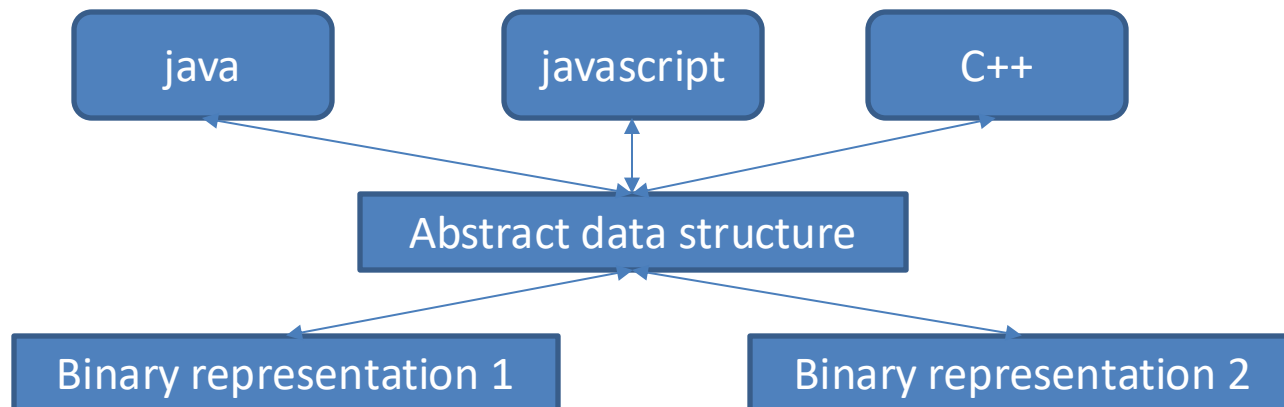 java
javascript
C++
Abstract data structure
Binary representation 1
Binary representation 2